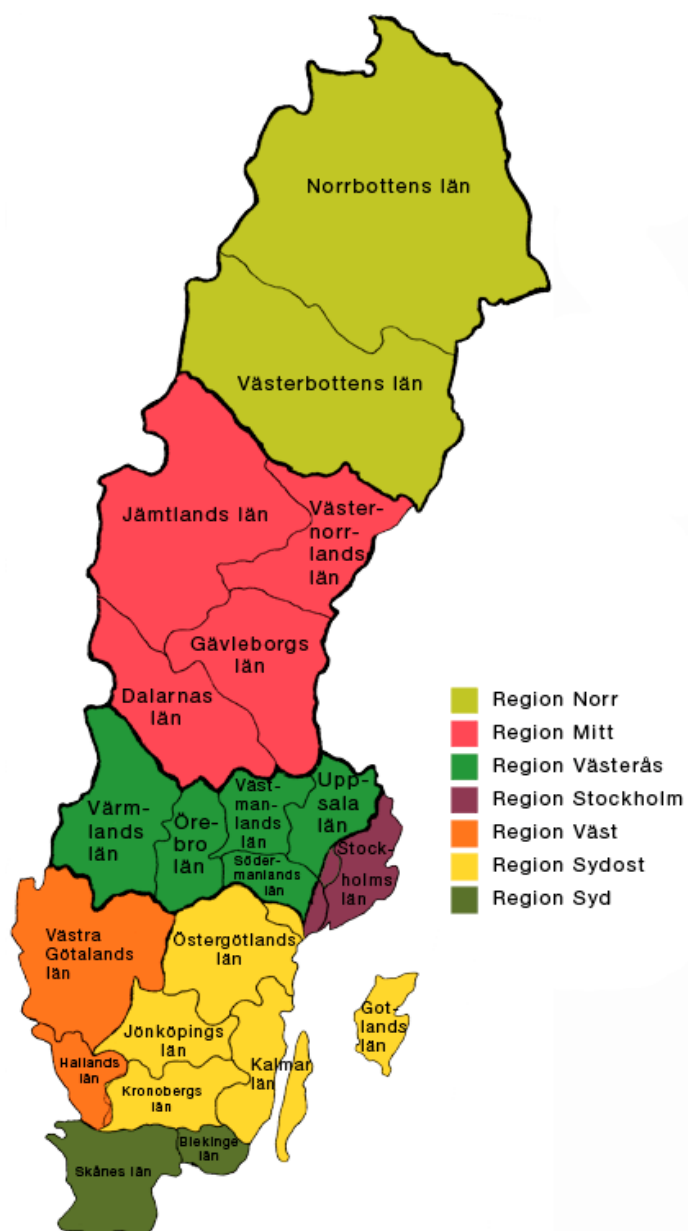 Norrbottens län
Västerbottens län
Jämtlands län
Väster-
norr-
lands
län
Gävleborgs
län
Dalarnas
län
Värm-
lands
län
Öre-
bro
län
Väst-
man-
lands
län
Upp-
sala
län
Söder-
manlands
län
Stock-
holms
län
Västra
Götalands
län
Östergötlands
län
Jönköpings
län
Got-
lands
län
Hallands
län
Kronobergs
län
Kalmar
län
Skånes län
Blekinge
län
Region Norr
Region Mitt
Region Västerås
Region Stockholm
Region Väst
Region Sydost
Region Syd